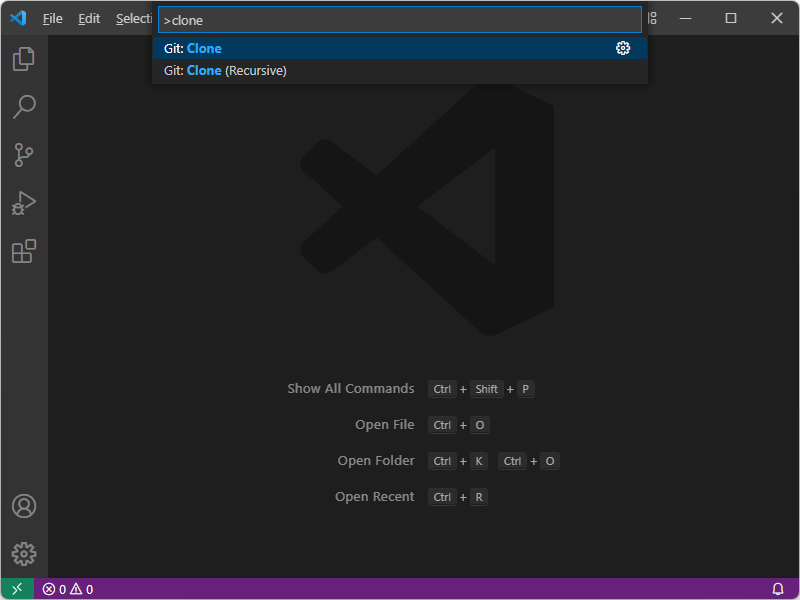 File Edit Selecti
>clone
Git: Clone
Git: Clone (Recursive)
Show All Commands Ctrl + Shift + P
Open File Ctrl + O
Open Folder Ctrl + K Ctrl + O
Open Recent Ctrl + R
0 0